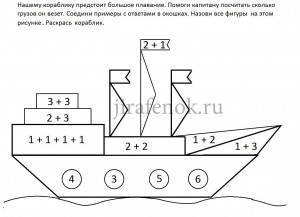 Нашему кораблику предстоит большое плавание. Помоги капитану посчитать сколько
грузов он везет. Соедини примеры с ответами в окошках. Назови все фигуры на этом
рисунке. Раскрась кораблик.
2 + 1
3 + 3
2 + 3
jirafenok.ru
1 + 1 + 1 + 1
2 + 2
1 + 2
1 + 3
4
3
5
6